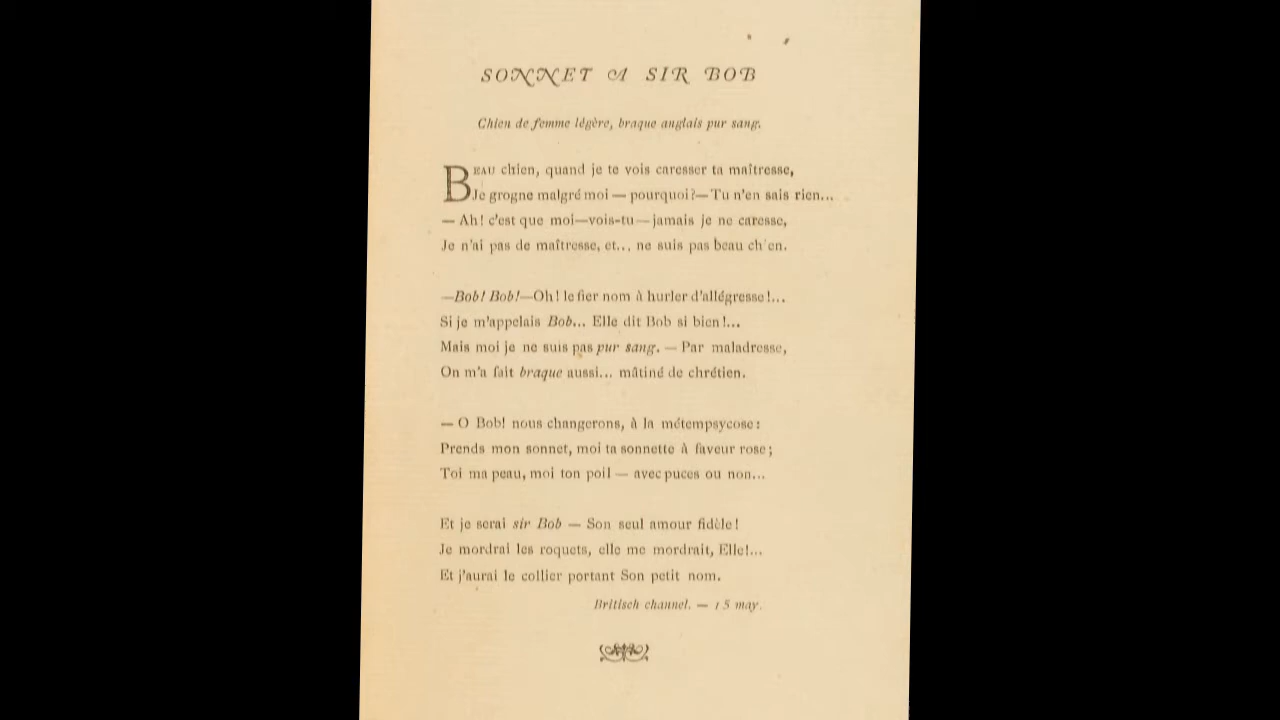 SONNET A SIR BOB
Chien de femme légère, braque anglais pur sang.
BEAU chien, quand je te vois caresser ta maîtresse,
Je grogne malgré moi — pourquoi?— Tu n'en sais rien...
— Ah! c'est que moi—vois-tu—jamais je ne caresse,
Je n'ai pas de maîtresse, et... ne suis pas beau ch'en.
—Bob! Bob!—Oh! le fier nom à hurler d'allégresse!...
Si je m'appelais Bob... Elle dit Bob si bien!...
Mais moi je ne suis pas pur sang. — Par maladresse,
On m'a fait braque aussi... mâtiné de chrétien.
— O Bob! nous changerons, à la métempsycose:
Prends mon sonnet, moi ta sonnette à faveur rose;
Toi ma peau, moi ton poil — avec puces ou non...
Et je serai sir Bob — Son seul amour fidèle!
Je mordrai les roquets, elle me mordrait, Elle!...
Et j'aurai le collier portant Son petit nom.
Britisch channel. — 15 may.